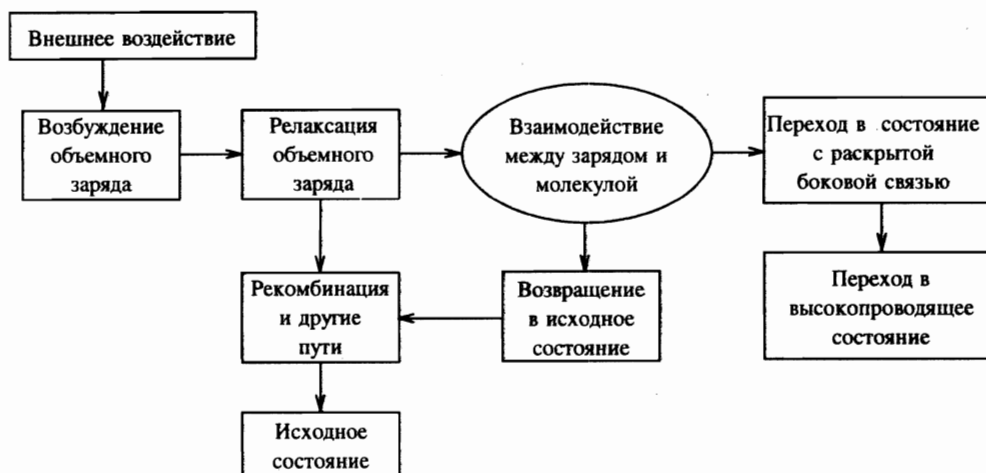 Внешнее воздействие
Возбуждение
объемного
заряда
Релаксация
объемного
заряда
Взаимодействие
между зарядом и
молекулой
Переход в состояние
с раскрытой
боковой связью
Рекомбинация
и другие
пути
Возвращение
в исходное
состояние
Переход в
высокопроводящее
состояние
Исходное
состояние